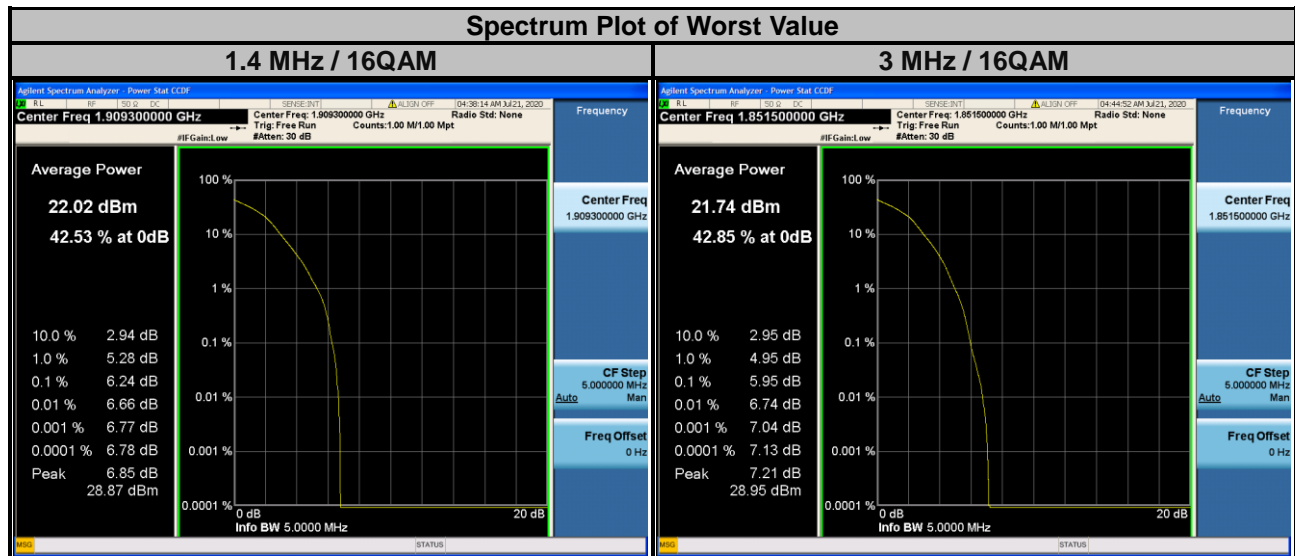 Spectrum Plot of Worst Value
1.4 MHz / 16QAM
3 MHz / 16QAM
Agilent Spectrum Analyzer - Power Stat CCDF
RL RF 50 Ω DC SENSE:INT ALIGN OFF 04:38:14 AM Jul 21, 2020
Center Freq 1.909300000 GHz
Center Freq: 1.909300000 GHz Radio Std: None
Trig: Free Run Counts:1.00 M/1.00 Mpt
#IFGain:Low #Atten: 30 dB
Average Power
22.02 dBm
42.53 % at 0dB
10.0 % 2.94 dB
1.0 % 5.28 dB
0.1 % 6.24 dB
0.01 % 6.66 dB
0.001 % 6.77 dB
0.0001 % 6.78 dB
Peak 6.85 dB
28.87 dBm
100 %
10 %
1 %
0.1 %
0.01 %
0.001 %
0.0001 %
0 dB 20 dB
Info BW 5.0000 MHz
Frequency
Center Freq
1.909300000 GHz
CF Step
5.000000 MHz
Auto Man
Freq Offset
0 Hz
MSG STATUS
Agilent Spectrum Analyzer - Power Stat CCDF
RL RF 50 Ω DC SENSE:INT ALIGN OFF 04:44:52 AM Jul 21, 2020
Center Freq 1.851500000 GHz
Center Freq: 1.851500000 GHz Radio Std: None
Trig: Free Run Counts:1.00 M/1.00 Mpt
#IFGain:Low #Atten: 30 dB
Average Power
21.74 dBm
42.85 % at 0dB
10.0 % 2.95 dB
1.0 % 4.95 dB
0.1 % 5.95 dB
0.01 % 6.74 dB
0.001 % 7.04 dB
0.0001 % 7.13 dB
Peak 7.21 dB
28.95 dBm
100 %
10 %
1 %
0.1 %
0.01 %
0.001 %
0.0001 %
0 dB 20 dB
Info BW 5.0000 MHz
Frequency
Center Freq
1.851500000 GHz
CF Step
5.000000 MHz
Auto Man
Freq Offset
0 Hz
MSG STATUS